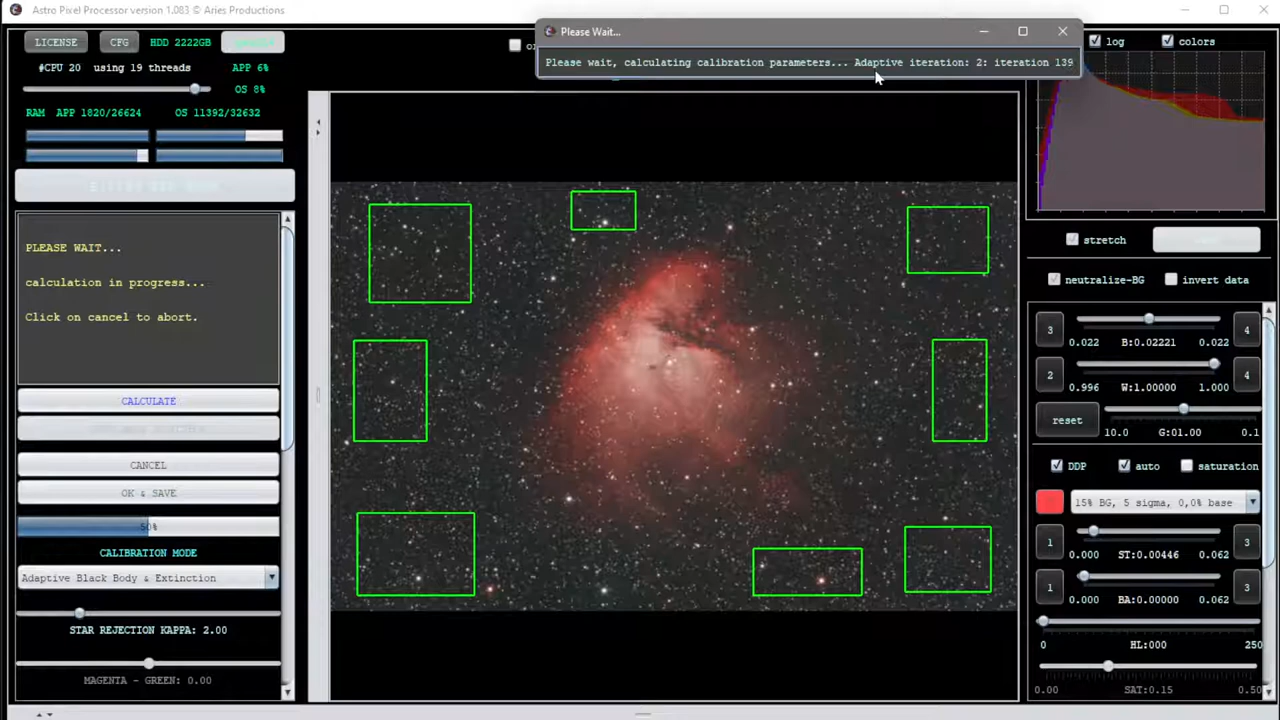 Astro Pixel Processor version 1.083 © Aries Productions
LICENSE CFG HDD 2222GB
#CPU 20 using 19 threads APP 6%
OS 8%
RAM APP 1820/26624 OS 11392/32632
PLEASE WAIT...
calculation in progress...
Click on cancel to abort.
CALCULATE
CANCEL
OK & SAVE
50%
CALIBRATION MODE
Adaptive Black Body & Extinction
STAR REJECTION KAPPA: 2.00
MAGENTA - GREEN: 0.00
Please Wait...
Please wait, calculating calibration parameters... Adaptive iteration: 2: iteration 139
log colors
stretch
neutralize-BG invert data
3 4
0.022 B:0.02221 0.022
2 4
0.996 W:1.00000 1.000
reset
10.0 G:01.00 0.1
DDP auto saturation
15% BG, 5 sigma, 0,0% base
1 3
0.000 ST:0.00446 0.062
1 3
0.000 BA:0.00000 0.062
0 HL:000 250
0.00 SAT:0.15 0.50